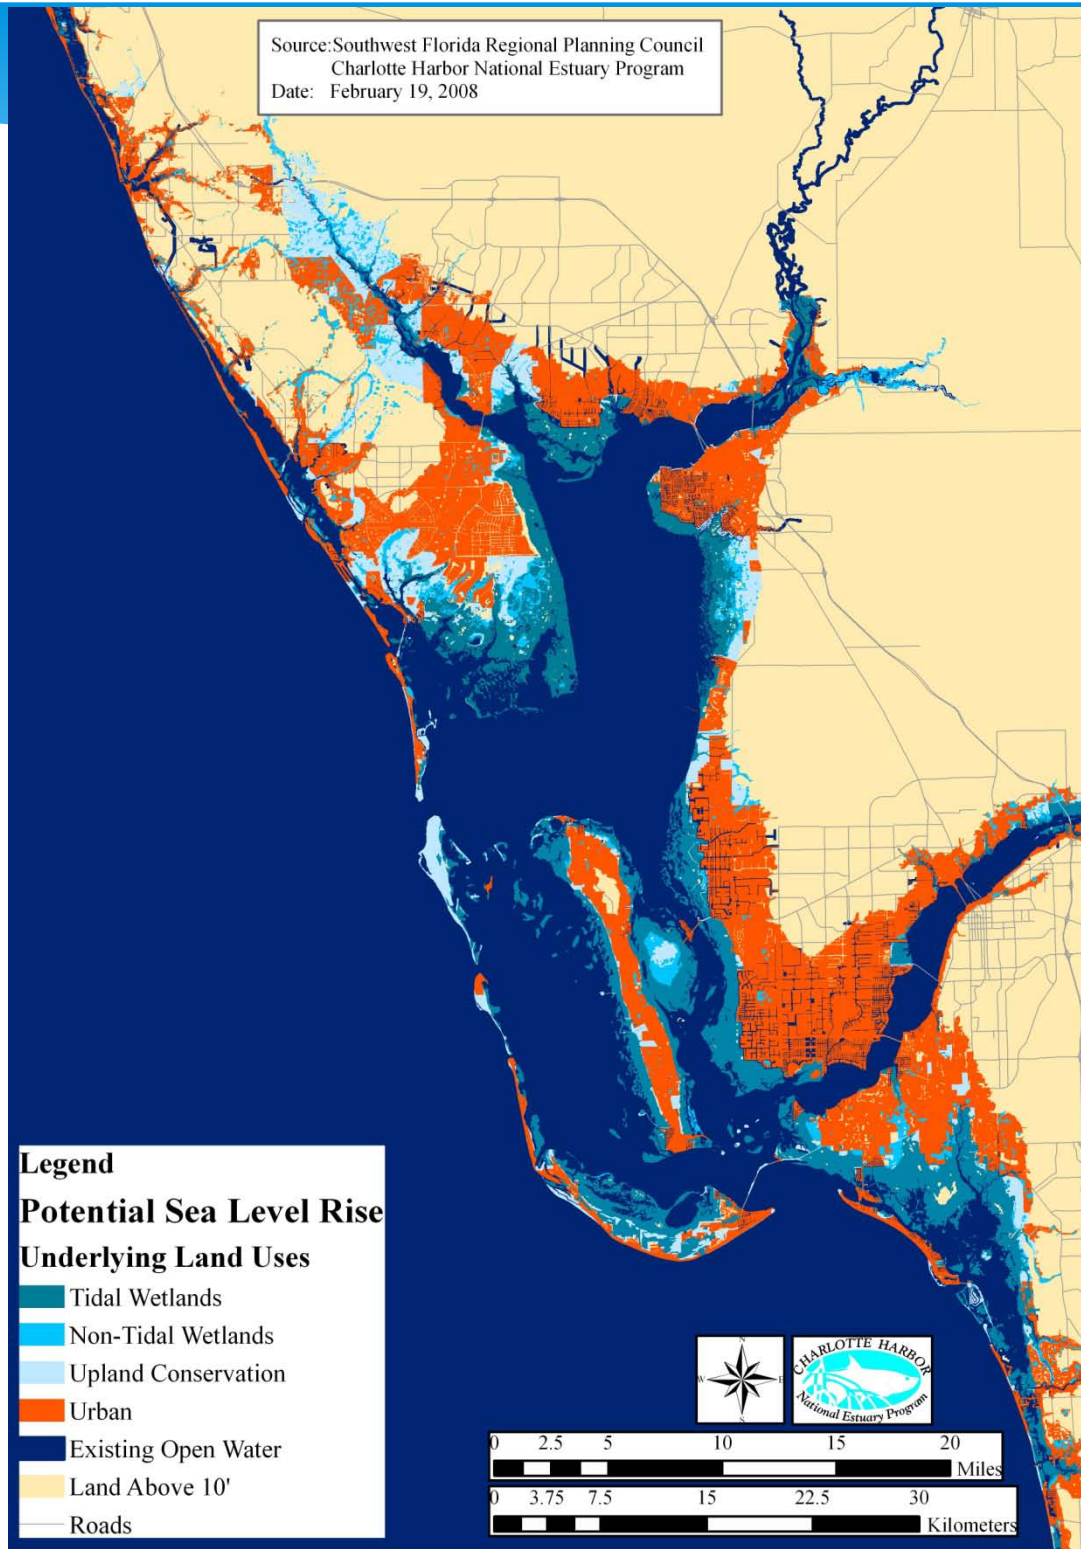 Source:Southwest Florida Regional Planning Council
Charlotte Harbor National Estuary Program
Date: February 19, 2008
Legend
Potential Sea Level Rise
Underlying Land Uses
Tidal Wetlands
Non-Tidal Wetlands
Upland Conservation
Urban
Existing Open Water
Land Above 10'
Roads
N
W E
S
CHARLOTTE HARBOR
National Estuary Program
0 2.5 5 10 15 20
Miles
0 3.75 7.5 15 22.5 30
Kilometers